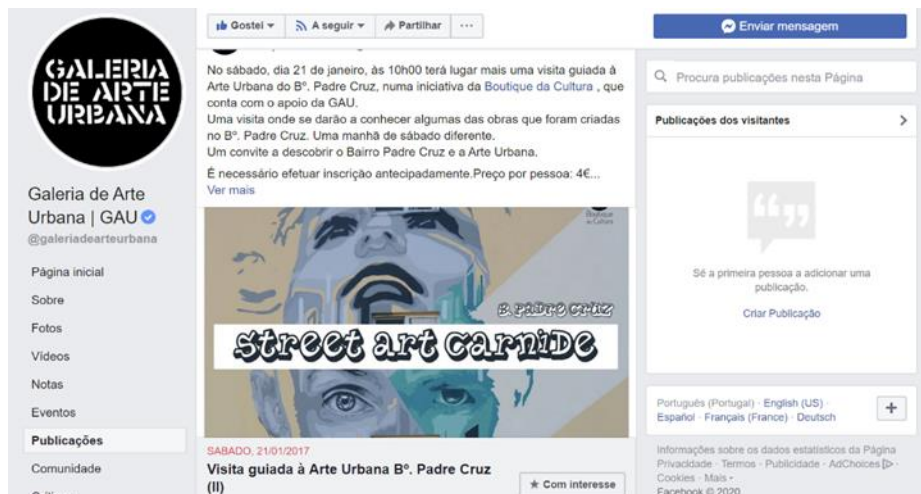 Gostei
A seguir
Partilhar
Enviar mensagem
GALERIA
DE ARTE
URBANA
Galeria de Arte
Urbana | GAU
@galeriadearteurbana
Página inicial
Sobre
Fotos
Vídeos
Notas
Eventos
Publicações
Comunidade
No sábado, dia 21 de janeiro, às 10h00 terá lugar mais uma visita guiada à
Arte Urbana do Bº. Padre Cruz, numa iniciativa da Boutique da Cultura , que
conta com o apoio da GAU.
Uma visita onde se darão a conhecer algumas das obras que foram criadas
no Bº. Padre Cruz. Uma manhã de sábado diferente.
Um convite a descobrir o Bairro Padre Cruz e a Arte Urbana.
É necessário efetuar inscrição antecipadamente.Preço por pessoa: 4€...
Ver mais
Boutique
da Cultura
B. PADRE CRUZ
STREET ART CARNIDE
SÁBADO, 21/01/2017
Visita guiada à Arte Urbana Bº. Padre Cruz
(II)
Com interesse
Procura publicações nesta Página
Publicações dos visitantes
Sê a primeira pessoa a adicionar uma
publicação.
Criar Publicação
Português (Portugal) · English (US) ·
Español · Français (France) · Deutsch
Informações sobre os dados estatísticos da Página
Privacidade · Termos · Publicidade · AdChoices ·
Cookies · Mais
Facebook © 2020